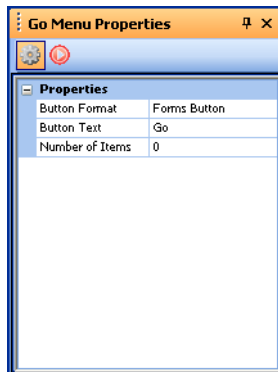 Go Menu Properties
Properties
Button Format Forms Button
Button Text Go
Number of Items 0